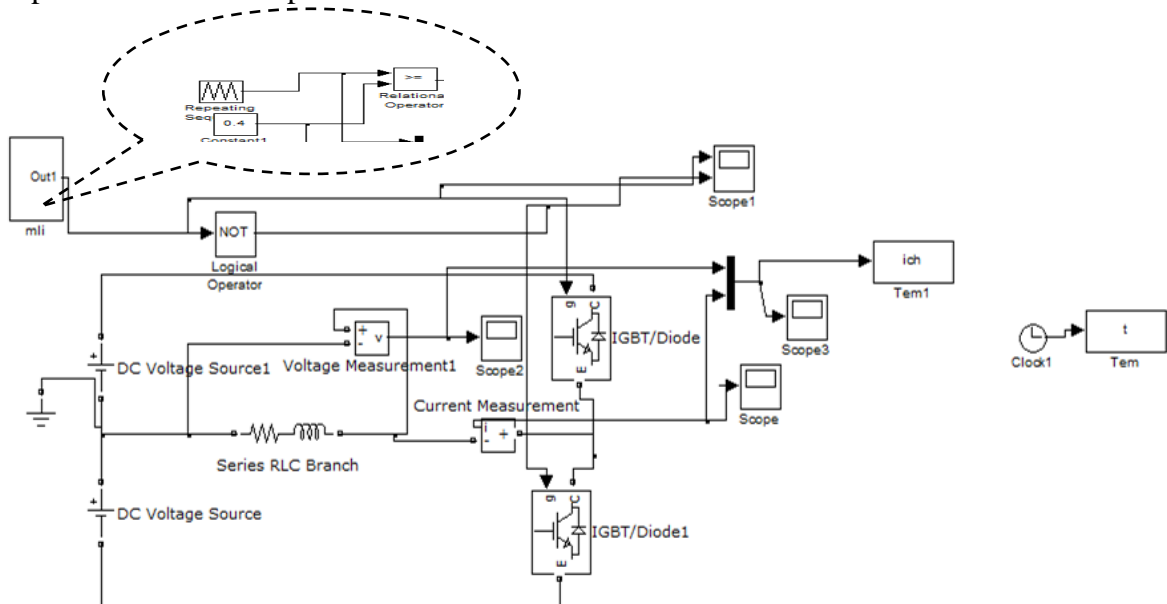 >=
Relationa
Operator
Repeating
Seq
0.4
Constant1
Out1
mli
NOT
Logical
Operator
Scope1
ich
Tem1
g
C
E
IGBT/Diode
+
-
v
Voltage Measurement1
Scope2
Scope3
t
Clock1
Tem
+
DC Voltage Source1
Current Measurement
i
-
+
Scope
Series RLC Branch
+
DC Voltage Source
g
C
E
IGBT/Diode1